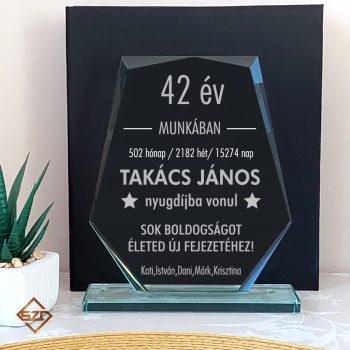 42 év
MUNKÁBAN
502 hónap / 2182 hét/ 15274 nap
TAKÁCS JÁNOS
nyugdíjba vonul
SOK BOLDOGSÁGOT
ÉLETED ÚJ FEJEZETÉHEZ!
Kati,István,Dani,Márk,Krisztina
SZP